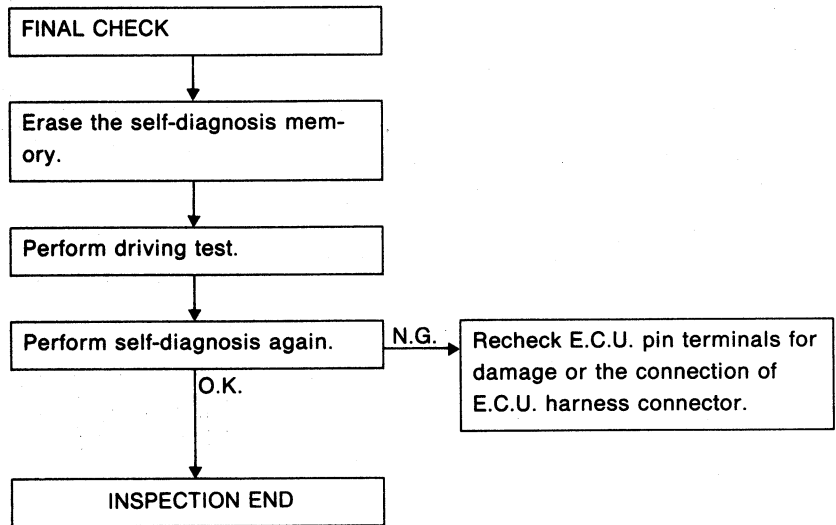 FINAL CHECK
Erase the self-diagnosis mem-
ory.
Perform driving test.
Perform self-diagnosis again.
N.G.
Recheck E.C.U. pin terminals for
damage or the connection of
E.C.U. harness connector.
O.K.
INSPECTION END